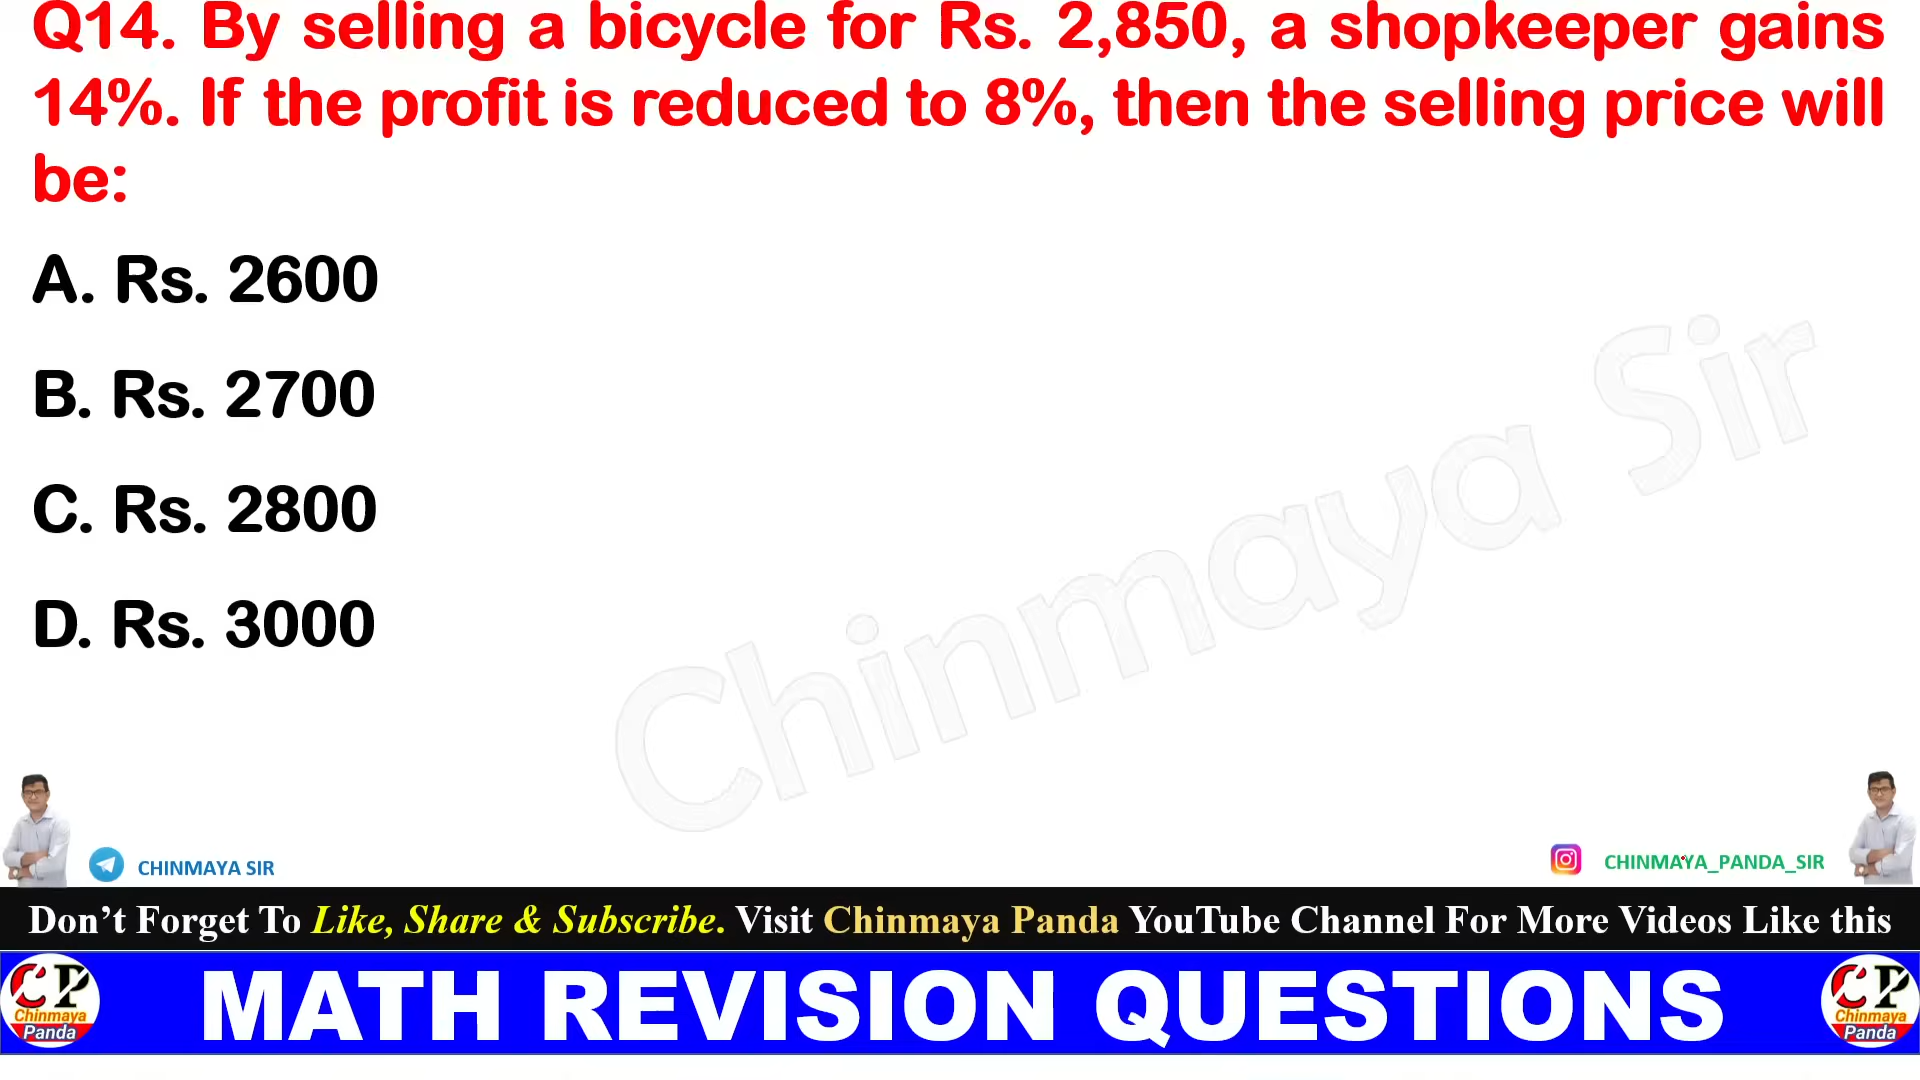 Q14. By selling a bicycle for Rs. 2,850, a shopkeeper gains
14%. If the profit is reduced to 8%, then the selling price will
be:
A. Rs. 2600
B. Rs. 2700
C. Rs. 2800
D. Rs. 3000
Chinmaya Sir
CHINMAYA SIR
CHINMAYA_PANDA_SIR
Don’t Forget To Like, Share & Subscribe. Visit Chinmaya Panda YouTube Channel For More Videos Like this
CP
Chinmaya
Panda
MATH REVISION QUESTIONS
CP
Chinmaya
Panda